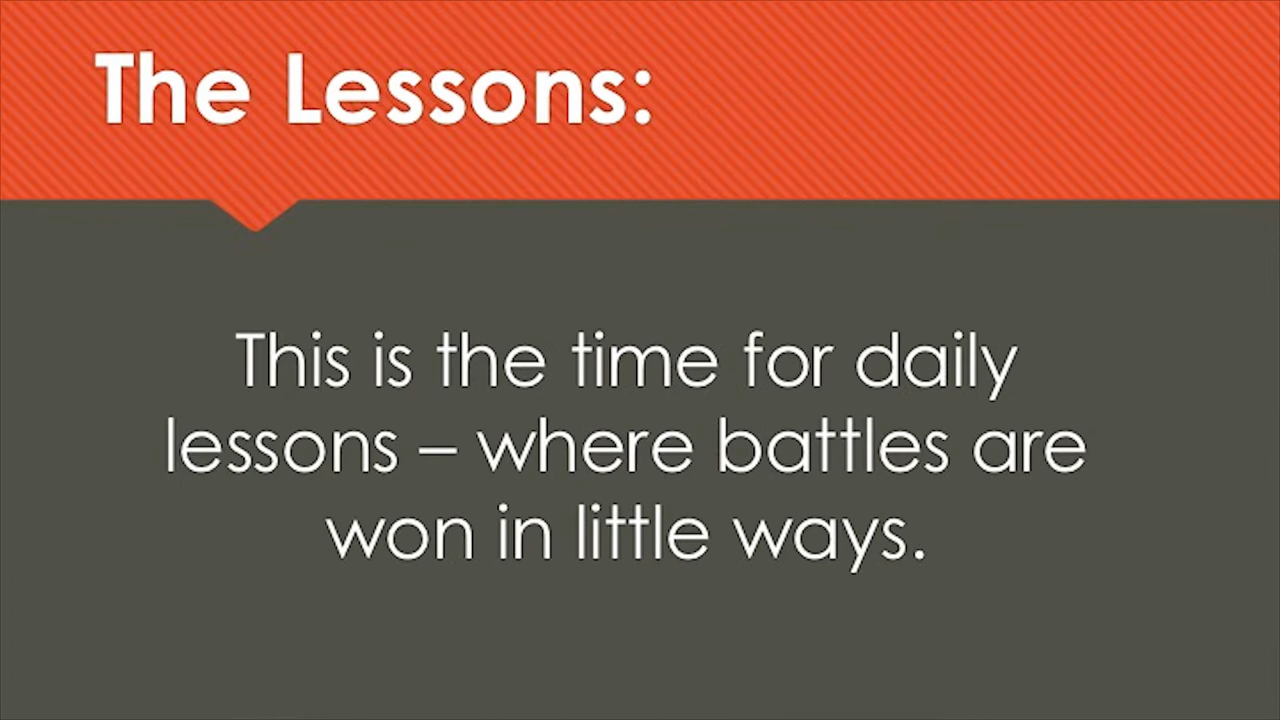 The Lessons:
This is the time for daily
lessons – where battles are
won in little ways.